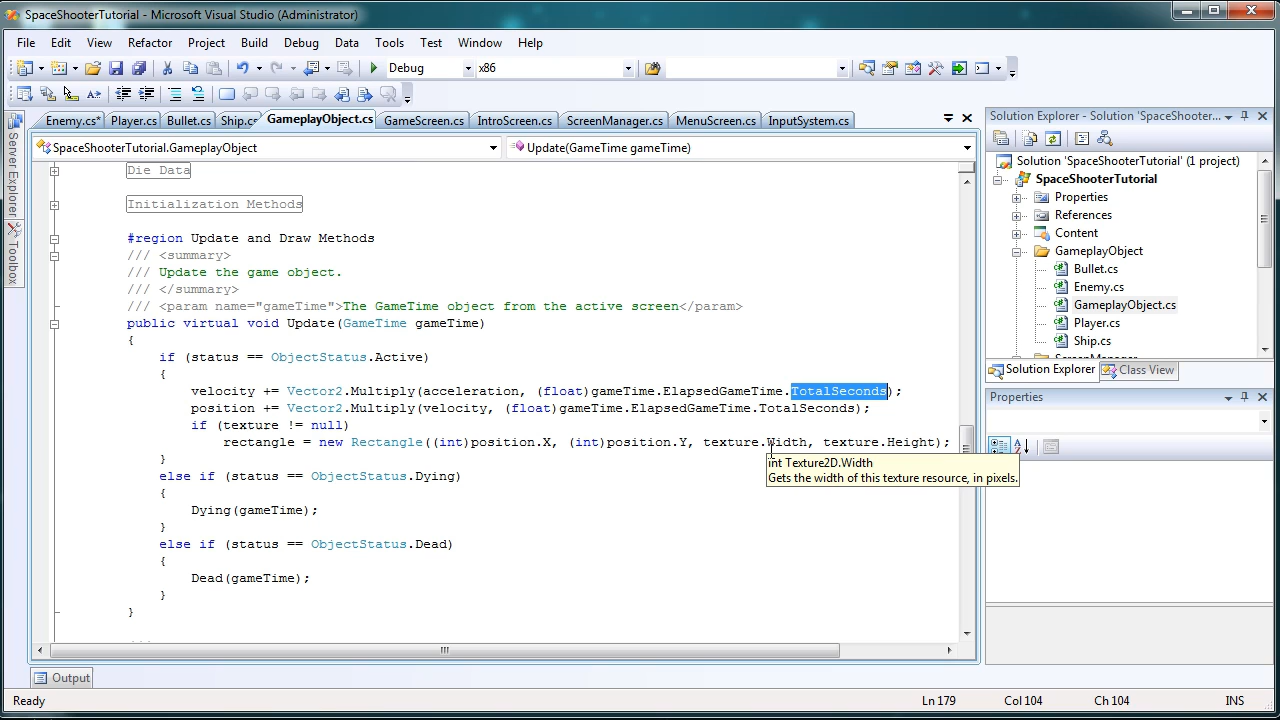 SpaceShooterTutorial - Microsoft Visual Studio (Administrator)
File Edit View Refactor Project Build Debug Data Tools Test Window Help
Debug x86
Enemy.cs* Player.cs Bullet.cs Ship.cs GameplayObject.cs GameScreen.cs IntroScreen.cs ScreenManager.cs MenuScreen.cs InputSystem.cs
SpaceShooterTutorial.GameplayObject Update(GameTime gameTime)
Server Explorer
Toolbox
Die Data
Initialization Methods
#region Update and Draw Methods
/// <summary>
/// Update the game object.
/// </summary>
/// <param name="gameTime">The GameTime object from the active screen</param>
public virtual void Update(GameTime gameTime)
{
if (status == ObjectStatus.Active)
{
velocity += Vector2.Multiply(acceleration, (float)gameTime.ElapsedGameTime.TotalSeconds);
position += Vector2.Multiply(velocity, (float)gameTime.ElapsedGameTime.TotalSeconds);
if (texture != null)
rectangle = new Rectangle((int)position.X, (int)position.Y, texture.Width, texture.Height);
}
int Texture2D.Width
Gets the width of this texture resource, in pixels.
else if (status == ObjectStatus.Dying)
{
Dying(gameTime);
}
else if (status == ObjectStatus.Dead)
{
Dead(gameTime);
}
}
Solution Explorer - Solution 'SpaceShooter...
Solution 'SpaceShooterTutorial' (1 project)
SpaceShooterTutorial
Properties
References
Content
GameplayObject
Bullet.cs
Enemy.cs
GameplayObject.cs
Player.cs
Ship.cs
ScreenManager
Solution Explorer Class View
Properties
Output
Ready Ln 179 Col 104 Ch 104 INS